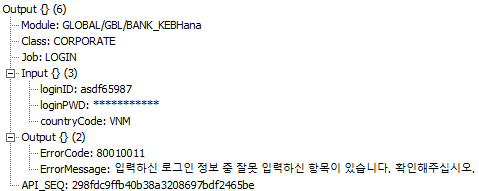 Output {} (6)
Module: GLOBAL/GBL/BANK_KEBHana
Class: CORPORATE
Job: LOGIN
Input {} (3)
loginID: asdf65987
loginPWD: ***********
countryCode: VNM
Output {} (2)
ErrorCode: 80010011
ErrorMessage: 입력하신 로그인 정보 중 잘못 입력하신 항목이 있습니다. 확인해주십시오.
API_SEQ: 298fdc9ffb40b38a3208697bdf2465be